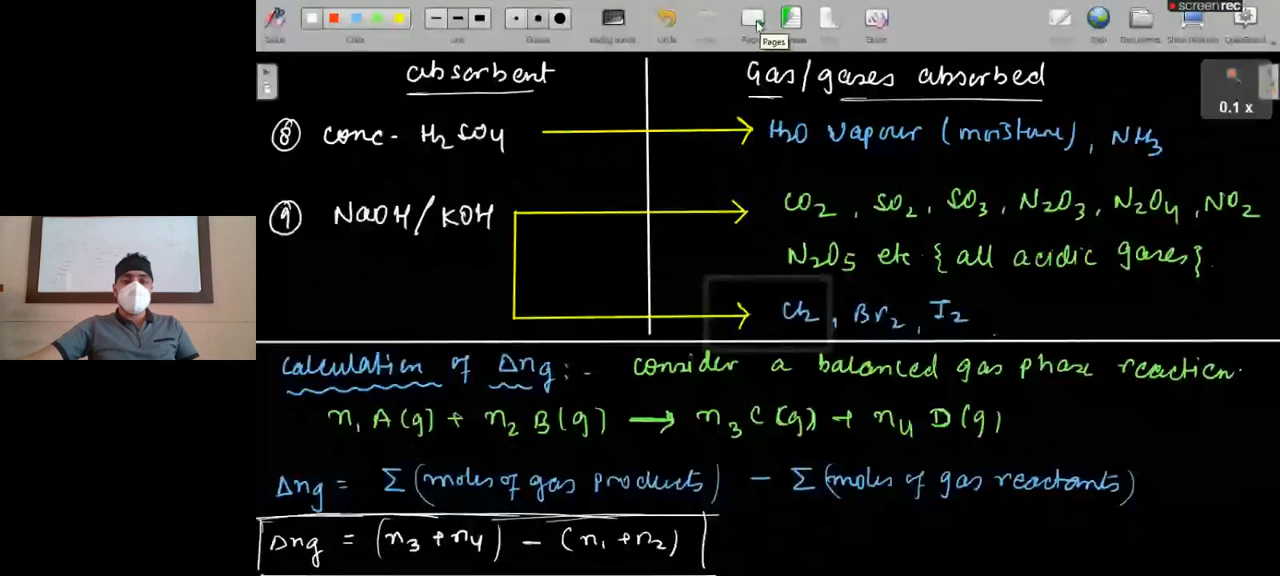 screenrec
Pages
0.1 x
absorbent Gas/gases absorbed
⑧ conc- H₂SO₄ H₂O vapour (moisture), NH₃
⑨ NaOH/KOH CO₂, SO₂, SO₃, N₂O₃, N₂O₄, NO₂
N₂O₅ etc {all acidic gases}.
Cl₂, Br₂, I₂
Calculation of Δng:- consider a balanced gas phase reaction.
n₁ A(g) + n₂ B(g) → n₃ C(g) + n₄ D(g)
Δng = Σ(moles of gas products) - Σ(moles of gas reactants)
Δng = (n₃+n₄) - (n₁+n₂)